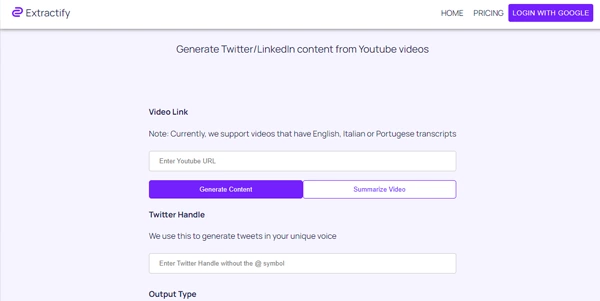 Extractify
HOME PRICING LOGIN WITH GOOGLE
Generate Twitter/LinkedIn content from Youtube videos
Video Link
Note: Currently, we support videos that have English, Italian or Portugese transcripts
Enter Youtube URL
Generate Content Summarize Video
Twitter Handle
We use this to generate tweets in your unique voice
Enter Twitter Handle without the @ symbol
Output Type